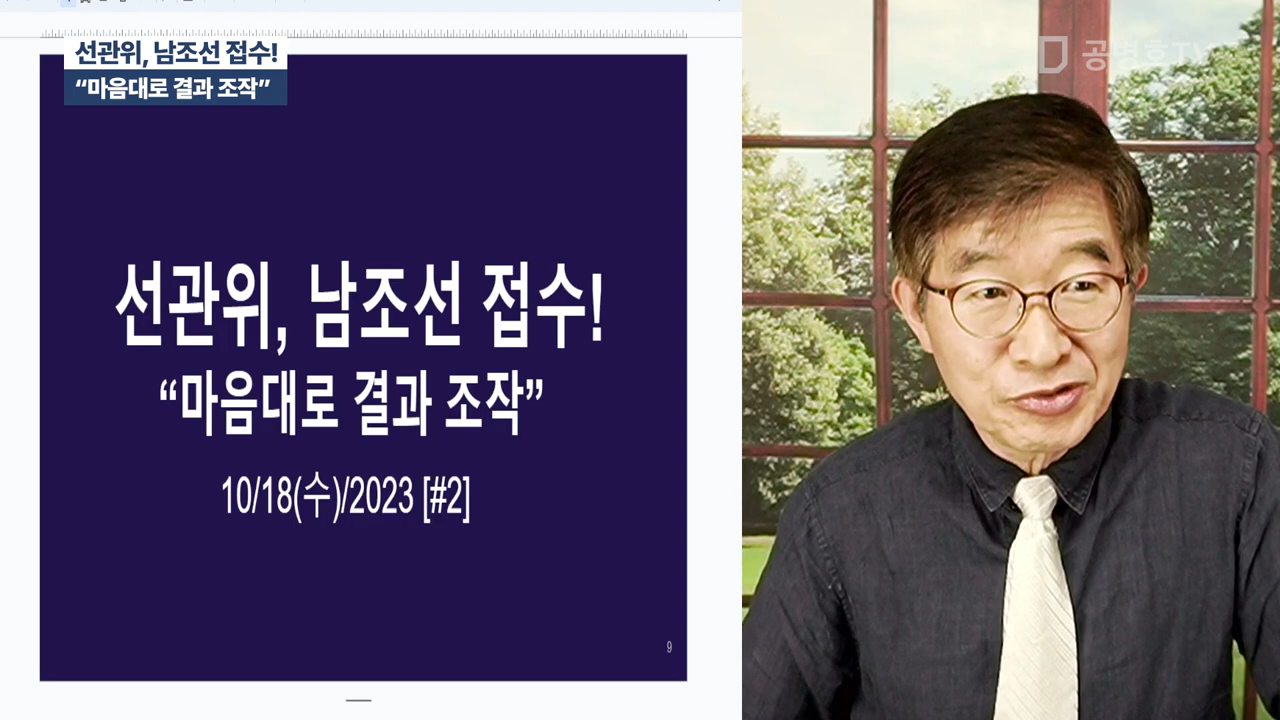 선관위, 남조선 접수!
“마음대로 결과 조작”
공병호TV
선관위, 남조선 접수!
“마음대로 결과 조작”
10/18(수)/2023 [#2]
9